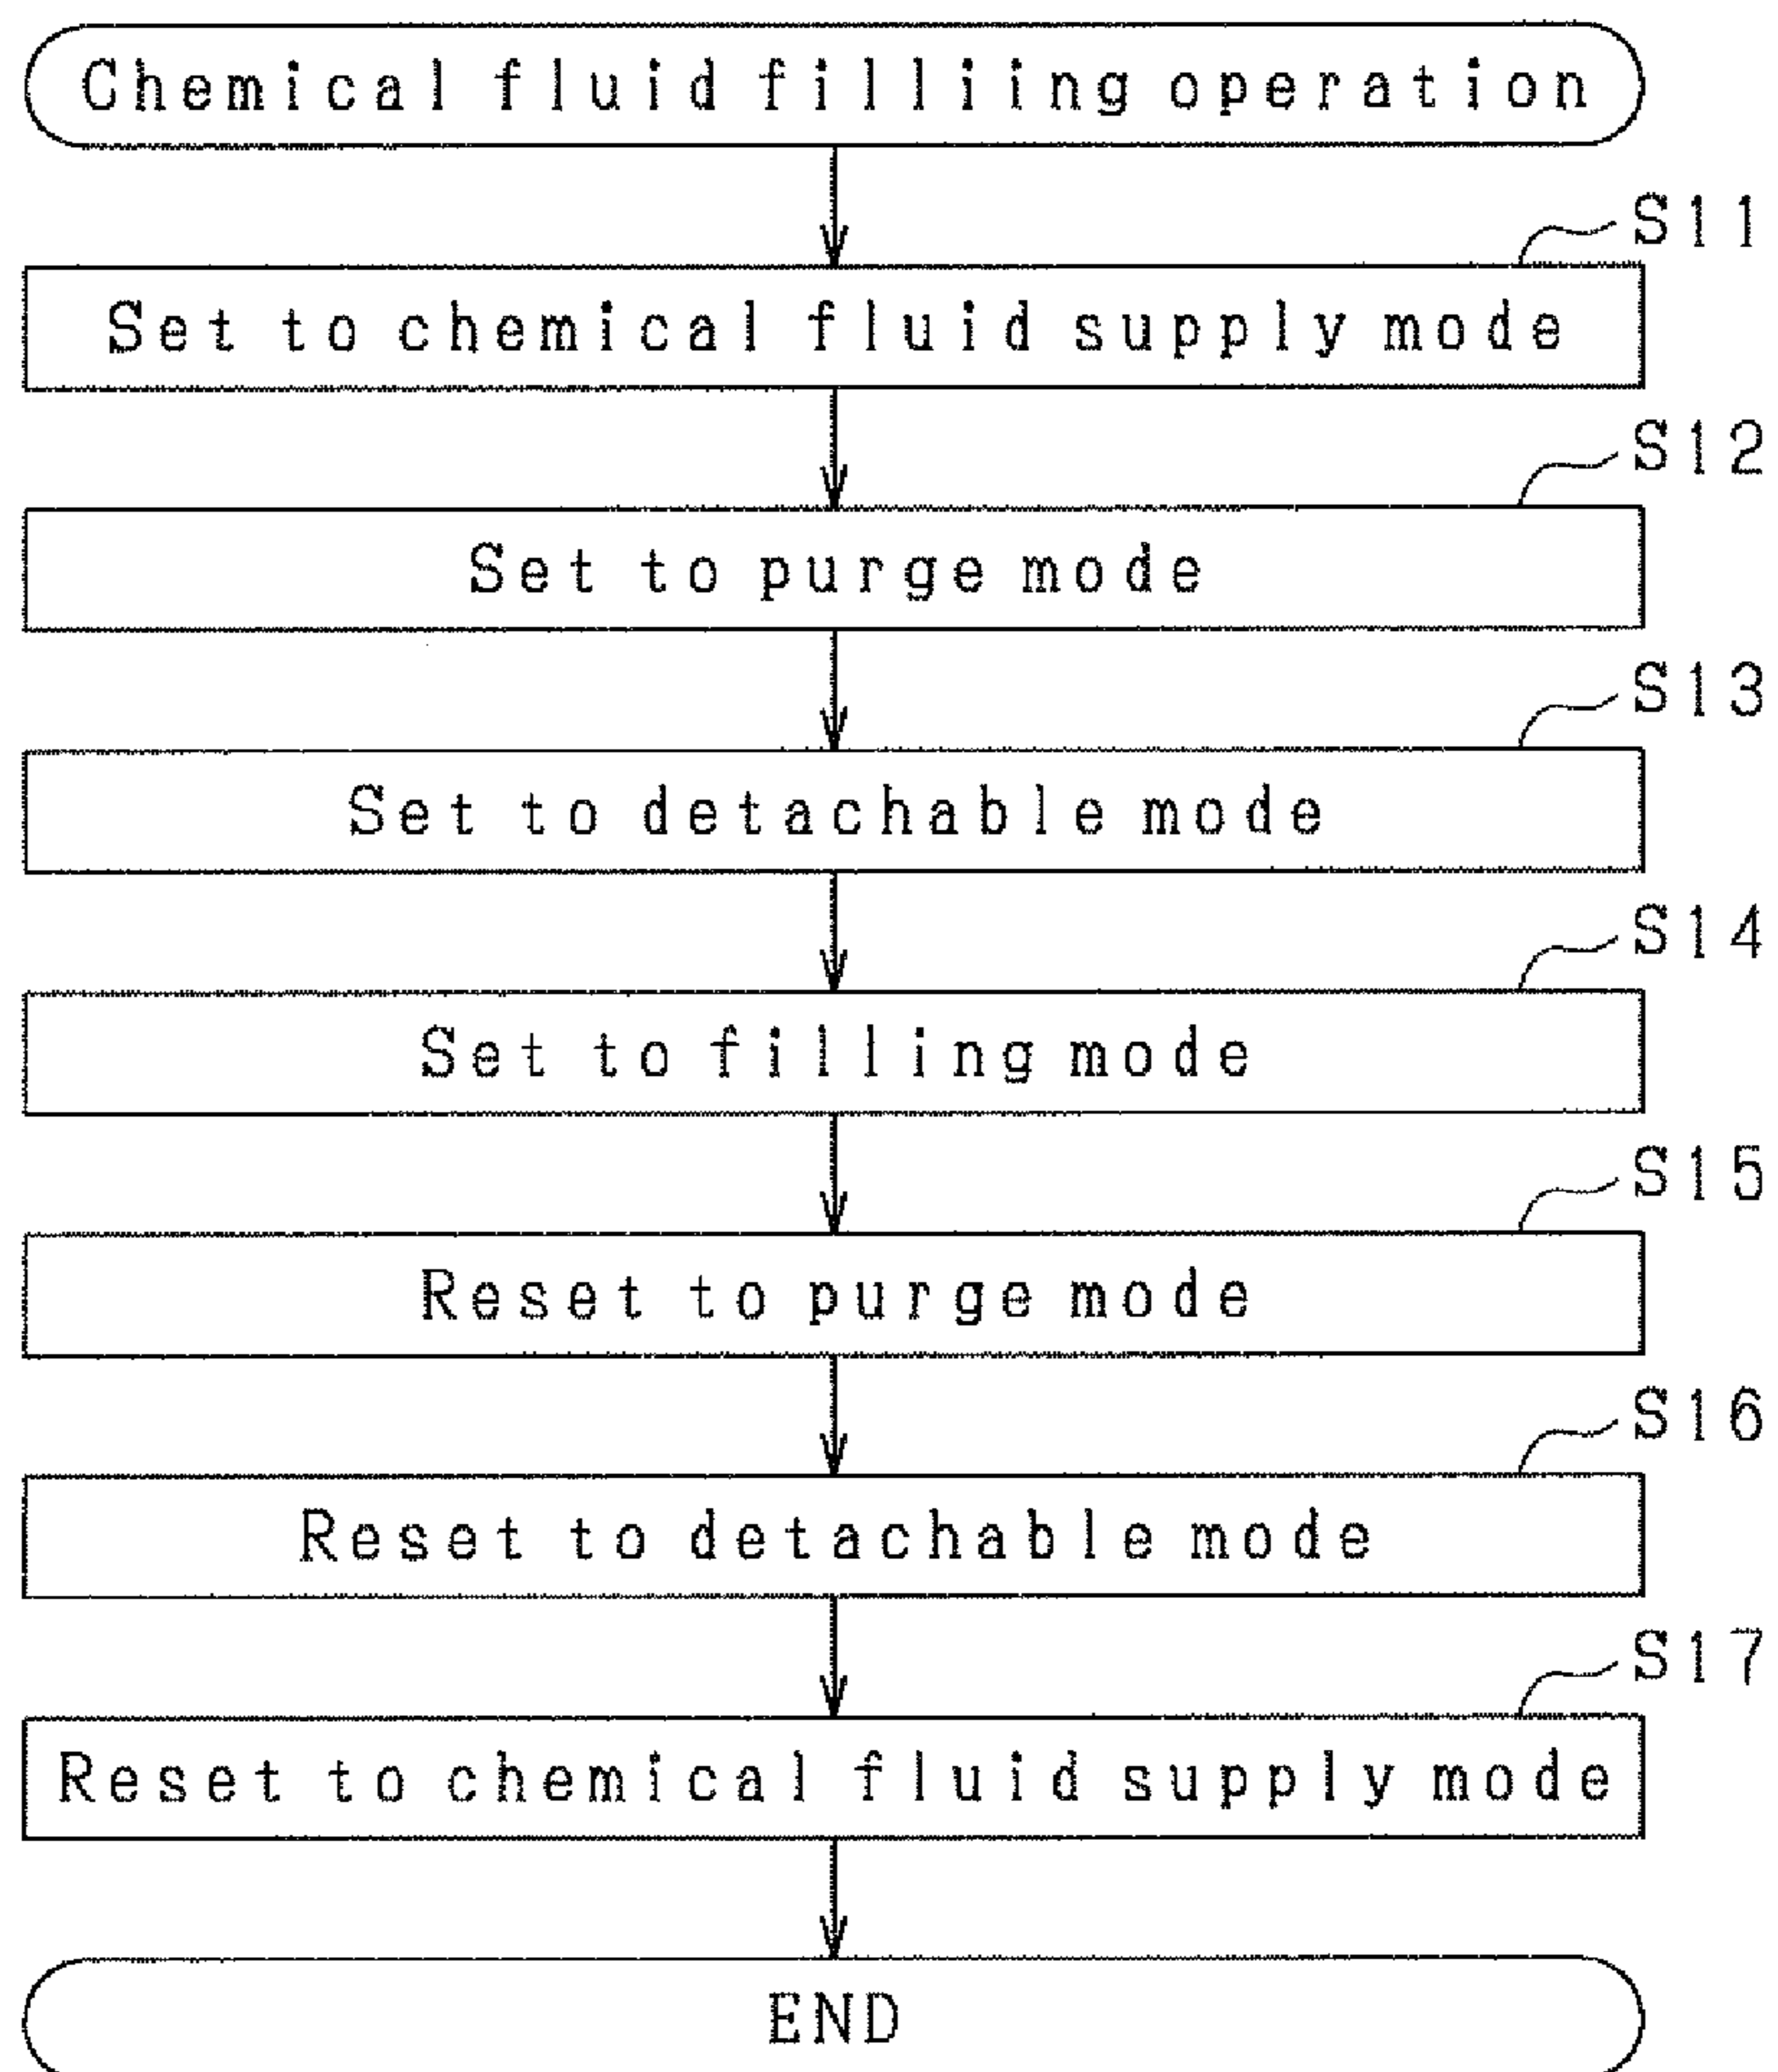 Chemical fluid filliing operation
S11
Set to chemical fluid supply mode
S12
Set to purge mode
S13
Set to detachable mode
S14
Set to filling mode
S15
Reset to purge mode
S16
Reset to detachable mode
S17
Reset to chemical fluid supply mode
END